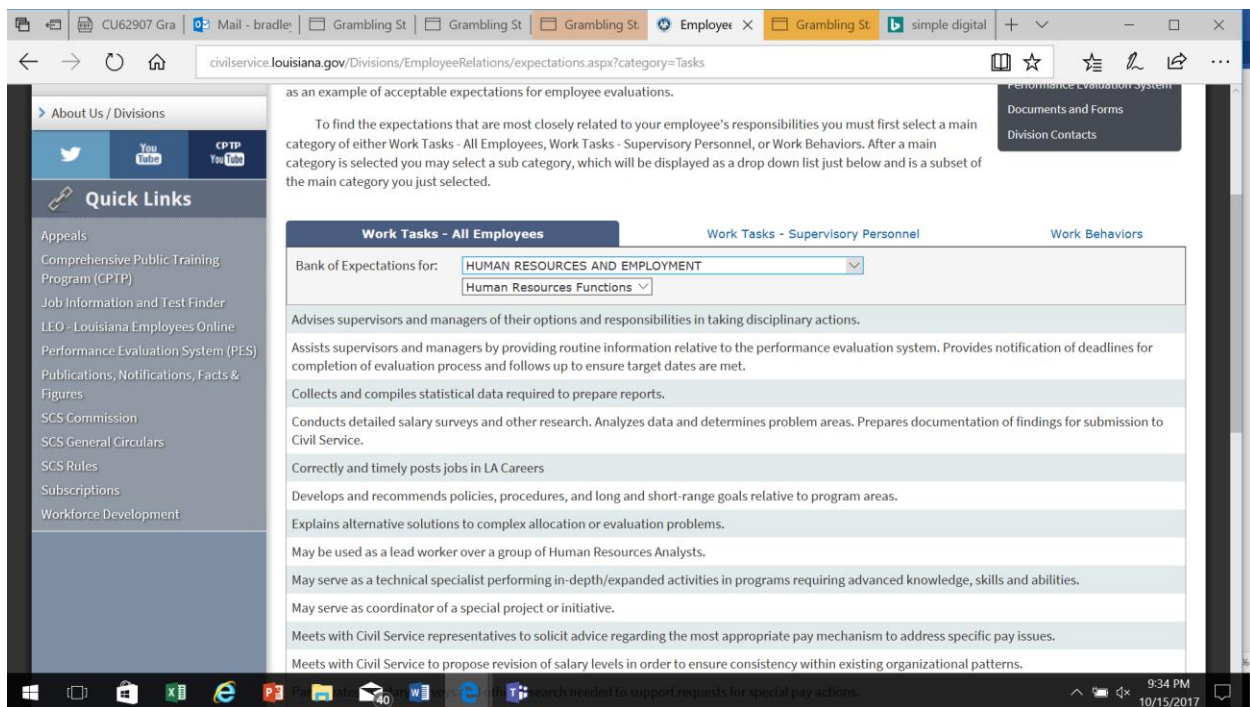 CU62907 Gra
Mail - bradley
Grambling St
Grambling St
Grambling St.
Employee
Grambling St.
simple digital
civilservice.louisiana.gov/Divisions/EmployeeRelations/expectations.aspx?category=Tasks
About Us / Divisions
You Tube
CPTP
You Tube
Quick Links
Appeals
Comprehensive Public Training
Program (CPTP)
Job Information and Test Finder
LEO - Louisiana Employees Online
Performance Evaluation System (PES)
Publications, Notifications, Facts &
Figures
SCS Commission
SCS General Circulars
SCS Rules
Subscriptions
Workforce Development
as an example of acceptable expectations for employee evaluations.
To find the expectations that are most closely related to your employee's responsibilities you must first select a main
category of either Work Tasks - All Employees, Work Tasks - Supervisory Personnel, or Work Behaviors. After a main
category is selected you may select a sub category, which will be displayed as a drop down list just below and is a subset of
the main category you just selected.
Performance Evaluation System
Documents and Forms
Division Contacts
Work Tasks - All Employees
Work Tasks - Supervisory Personnel
Work Behaviors
Bank of Expectations for:
HUMAN RESOURCES AND EMPLOYMENT
Human Resources Functions
Advises supervisors and managers of their options and responsibilities in taking disciplinary actions.
Assists supervisors and managers by providing routine information relative to the performance evaluation system. Provides notification of deadlines for
completion of evaluation process and follows up to ensure target dates are met.
Collects and compiles statistical data required to prepare reports.
Conducts detailed salary surveys and other research. Analyzes data and determines problem areas. Prepares documentation of findings for submission to
Civil Service.
Correctly and timely posts jobs in LA Careers
Develops and recommends policies, procedures, and long and short-range goals relative to program areas.
Explains alternative solutions to complex allocation or evaluation problems.
May be used as a lead worker over a group of Human Resources Analysts.
May serve as a technical specialist performing in-depth/expanded activities in programs requiring advanced knowledge, skills and abilities.
May serve as coordinator of a special project or initiative.
Meets with Civil Service representatives to solicit advice regarding the most appropriate pay mechanism to address specific pay issues.
Meets with Civil Service to propose revision of salary levels in order to ensure consistency within existing organizational patterns.
research needed to support requests for special pay actions.
40
9:34 PM
10/15/2017